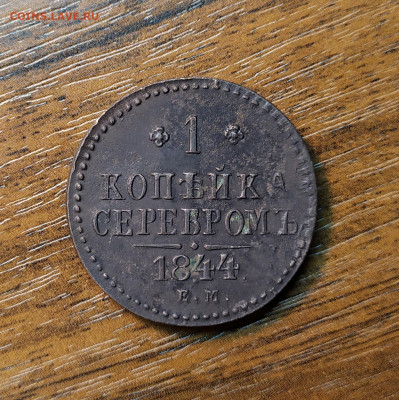 COINS.LAVE.RU
1
КОПѢЙКА
СЕРЕБРОМЪ
1844
Е.М.